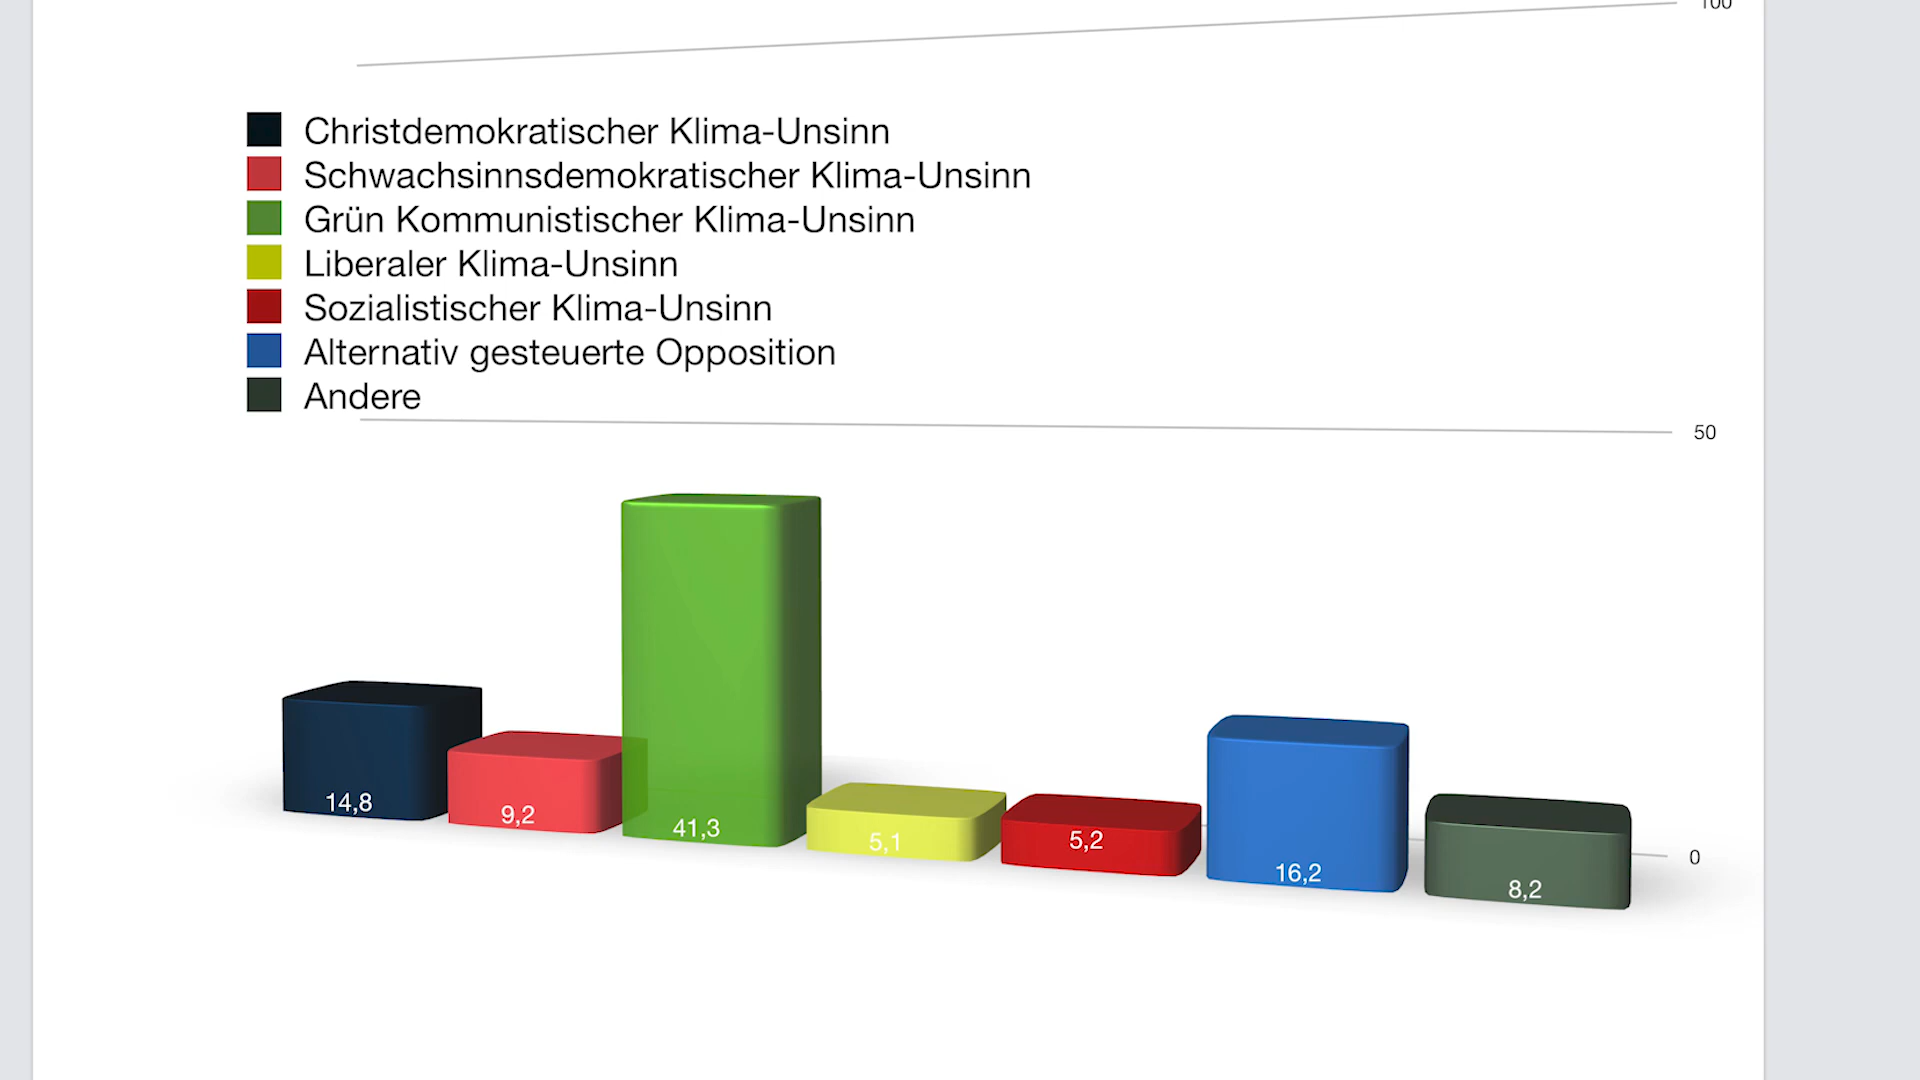 100
Christdemokratischer Klima-Unsinn
Schwachsinnsdemokratischer Klima-Unsinn
Grün Kommunistischer Klima-Unsinn
Liberaler Klima-Unsinn
Sozialistischer Klima-Unsinn
Alternativ gesteuerte Opposition
Andere
50
14,8
9,2
41,3
5,1
5,2
16,2
8,2
0